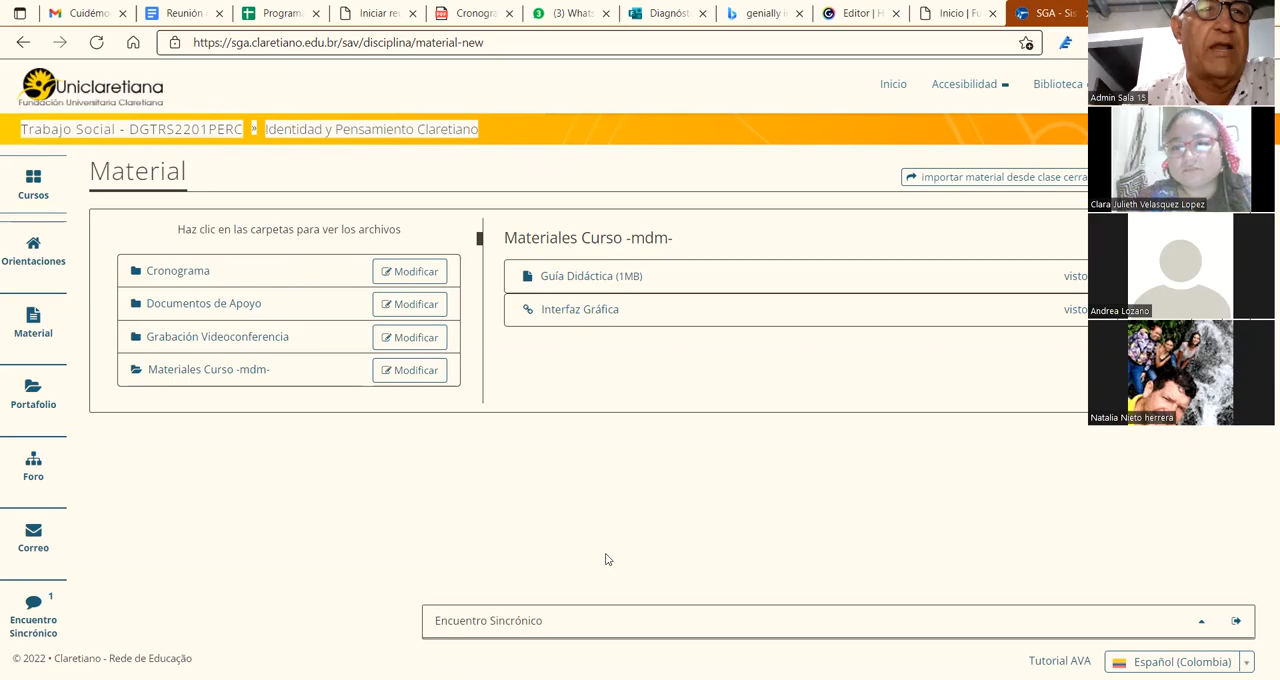 Cuidémo
Reunión
Program
Iniciar re
Cronogra
(3) Whats
Diagnóst
genially i
Editor | H
Inicio | Fu
SGA - Sis
https://sga.claretiano.edu.br/sav/disciplina/material-new
Uniclaretiana
Fundación Universitaria Claretiana
Inicio
Accesibilidad
Biblioteca
Trabajo Social - DGTRS2201PERC » Identidad y Pensamiento Claretiano
Cursos
Orientaciones
Material
Portafolio
Foro
Correo
1
Encuentro
Sincrónico
Material
Importar material desde clase cerra
Haz clic en las carpetas para ver los archivos
Cronograma
Modificar
Documentos de Apoyo
Modificar
Grabación Videoconferencia
Modificar
Materiales Curso -mdm-
Modificar
Materiales Curso -mdm-
Guía Didáctica (1MB)
visto
Interfaz Gráfica
visto
Encuentro Sincrónico
© 2022 • Claretiano - Rede de Educação
Tutorial AVA
Español (Colombia)
Admin Sala 15
Clara Julieth Velasquez Lopez
Andrea Lozano
Natalia Nieto herrera